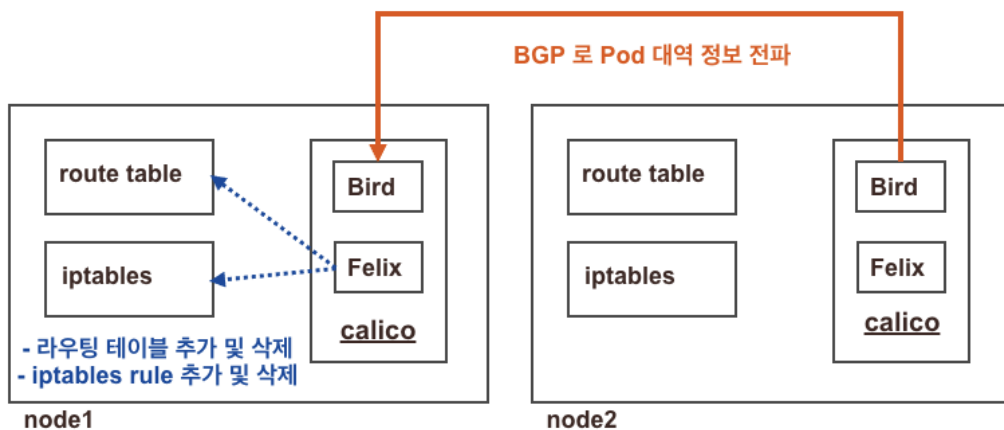 BGP 로 Pod 대역 정보 전파
route table
Bird
iptables
Felix
calico
- 라우팅 테이블 추가 및 삭제
- iptables rule 추가 및 삭제
node1
route table
Bird
iptables
Felix
calico
node2